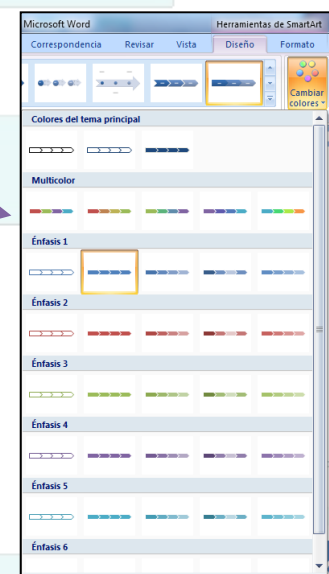 Microsoft Word Herramientas de SmartArt
Correspondencia Revisar Vista Diseño Formato
Cambiar
colores
Colores del tema principal
Multicolor
Énfasis 1
Énfasis 2
Énfasis 3
Énfasis 4
Énfasis 5
Énfasis 6